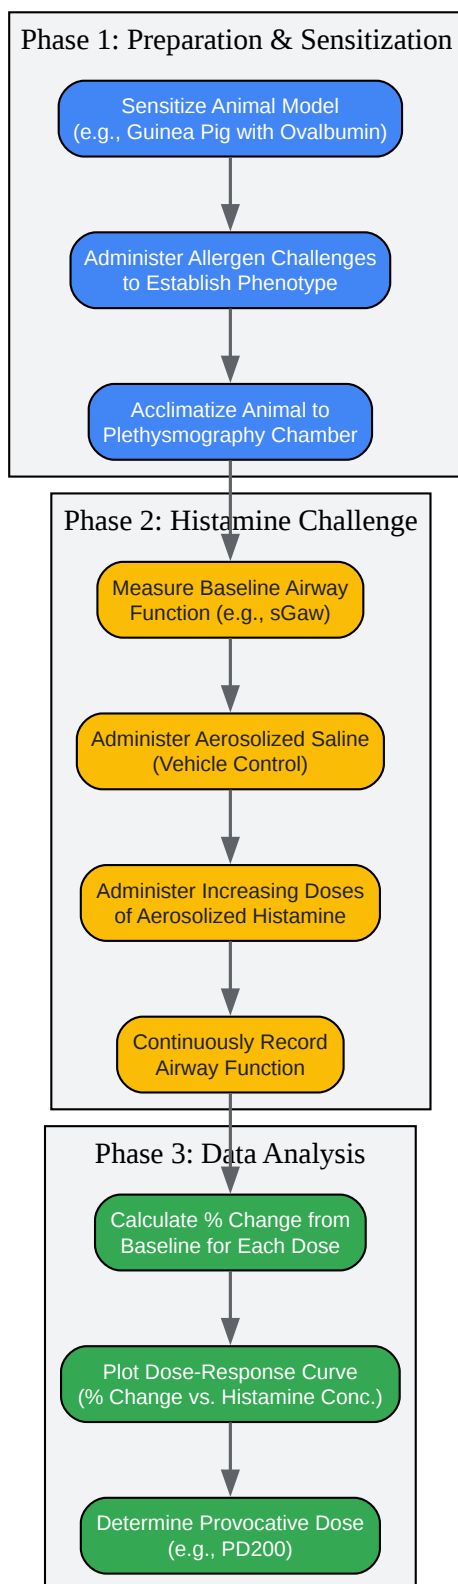 Phase 1: Preparation & Sensitization
Sensitize Animal Model
(e.g., Guinea Pig with Ovalbumin)
Administer Allergen Challenges
to Establish Phenotype
Acclimatize Animal to
Plethysmography Chamber
Phase 2: Histamine Challenge
Measure Baseline Airway
Function (e.g., sGaw)
Administer Aerosolized Saline
(Vehicle Control)
Administer Increasing Doses
of Aerosolized Histamine
Continuously Record
Airway Function
Phase 3: Data Analysis
Calculate % Change from
Baseline for Each Dose
Plot Dose-Response Curve
(% Change vs. Histamine Conc.)
Determine Provocative Dose
(e.g., PD200)